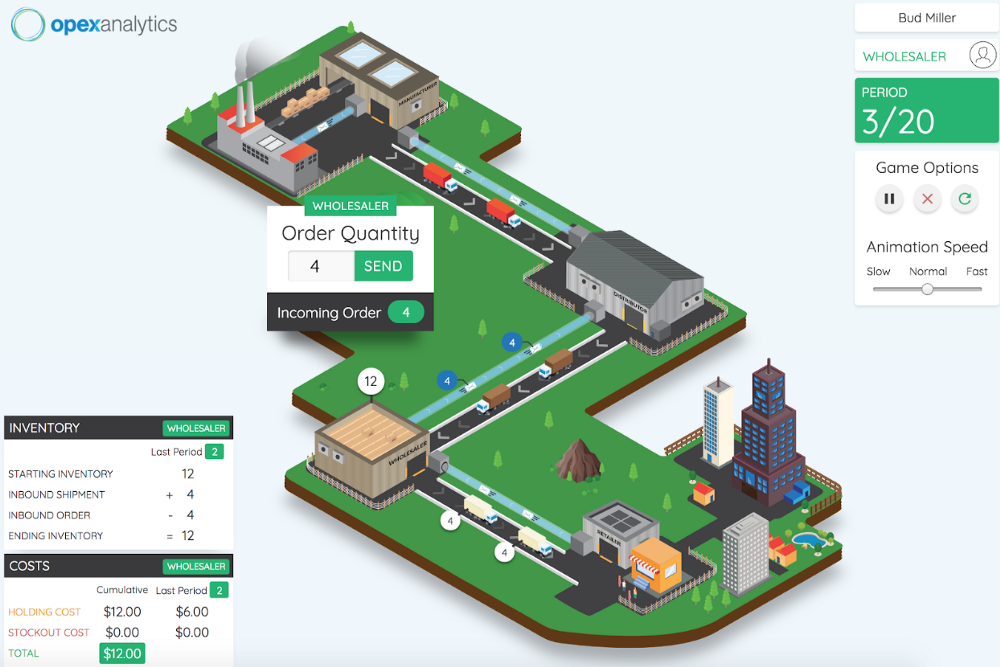 opexanalytics
Bud Miller
WHOLESALER
PERIOD
3/20
Game Options
Animation Speed
Slow Normal Fast
MANUFACTURER
WHOLESALER
Order Quantity
4 SEND
Incoming Order 4
DISTRIBUTOR
4
4
12
WHOLESALER
4
4
RETAILER
INVENTORY WHOLESALER
Last Period 2
STARTING INVENTORY 12
INBOUND SHIPMENT + 4
INBOUND ORDER - 4
ENDING INVENTORY = 12
COSTS WHOLESALER
Cumulative Last Period 2
HOLDING COST $12.00 $6.00
STOCKOUT COST $0.00 $0.00
TOTAL $12.00